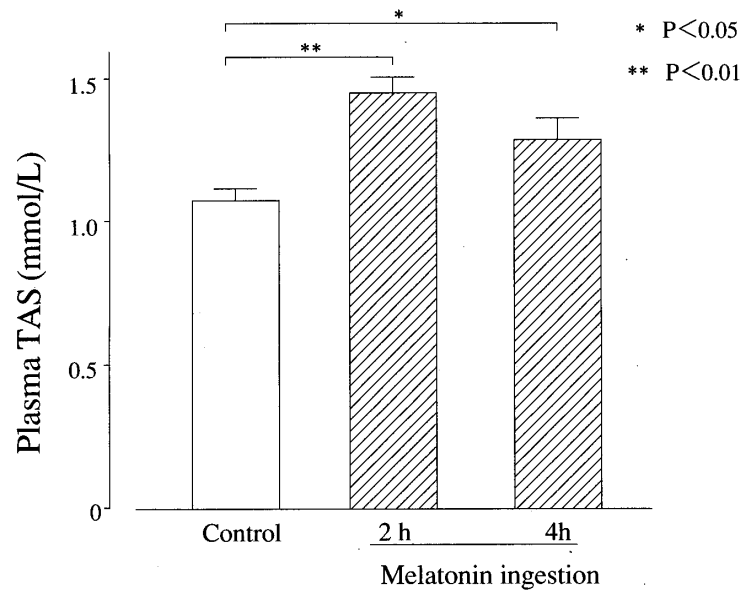 *
* P<0.05
**
** P<0.01
1.5
1.0
0.5
0
Plasma TAS (mmol/L)
Control 2 h 4h
Melatonin ingestion